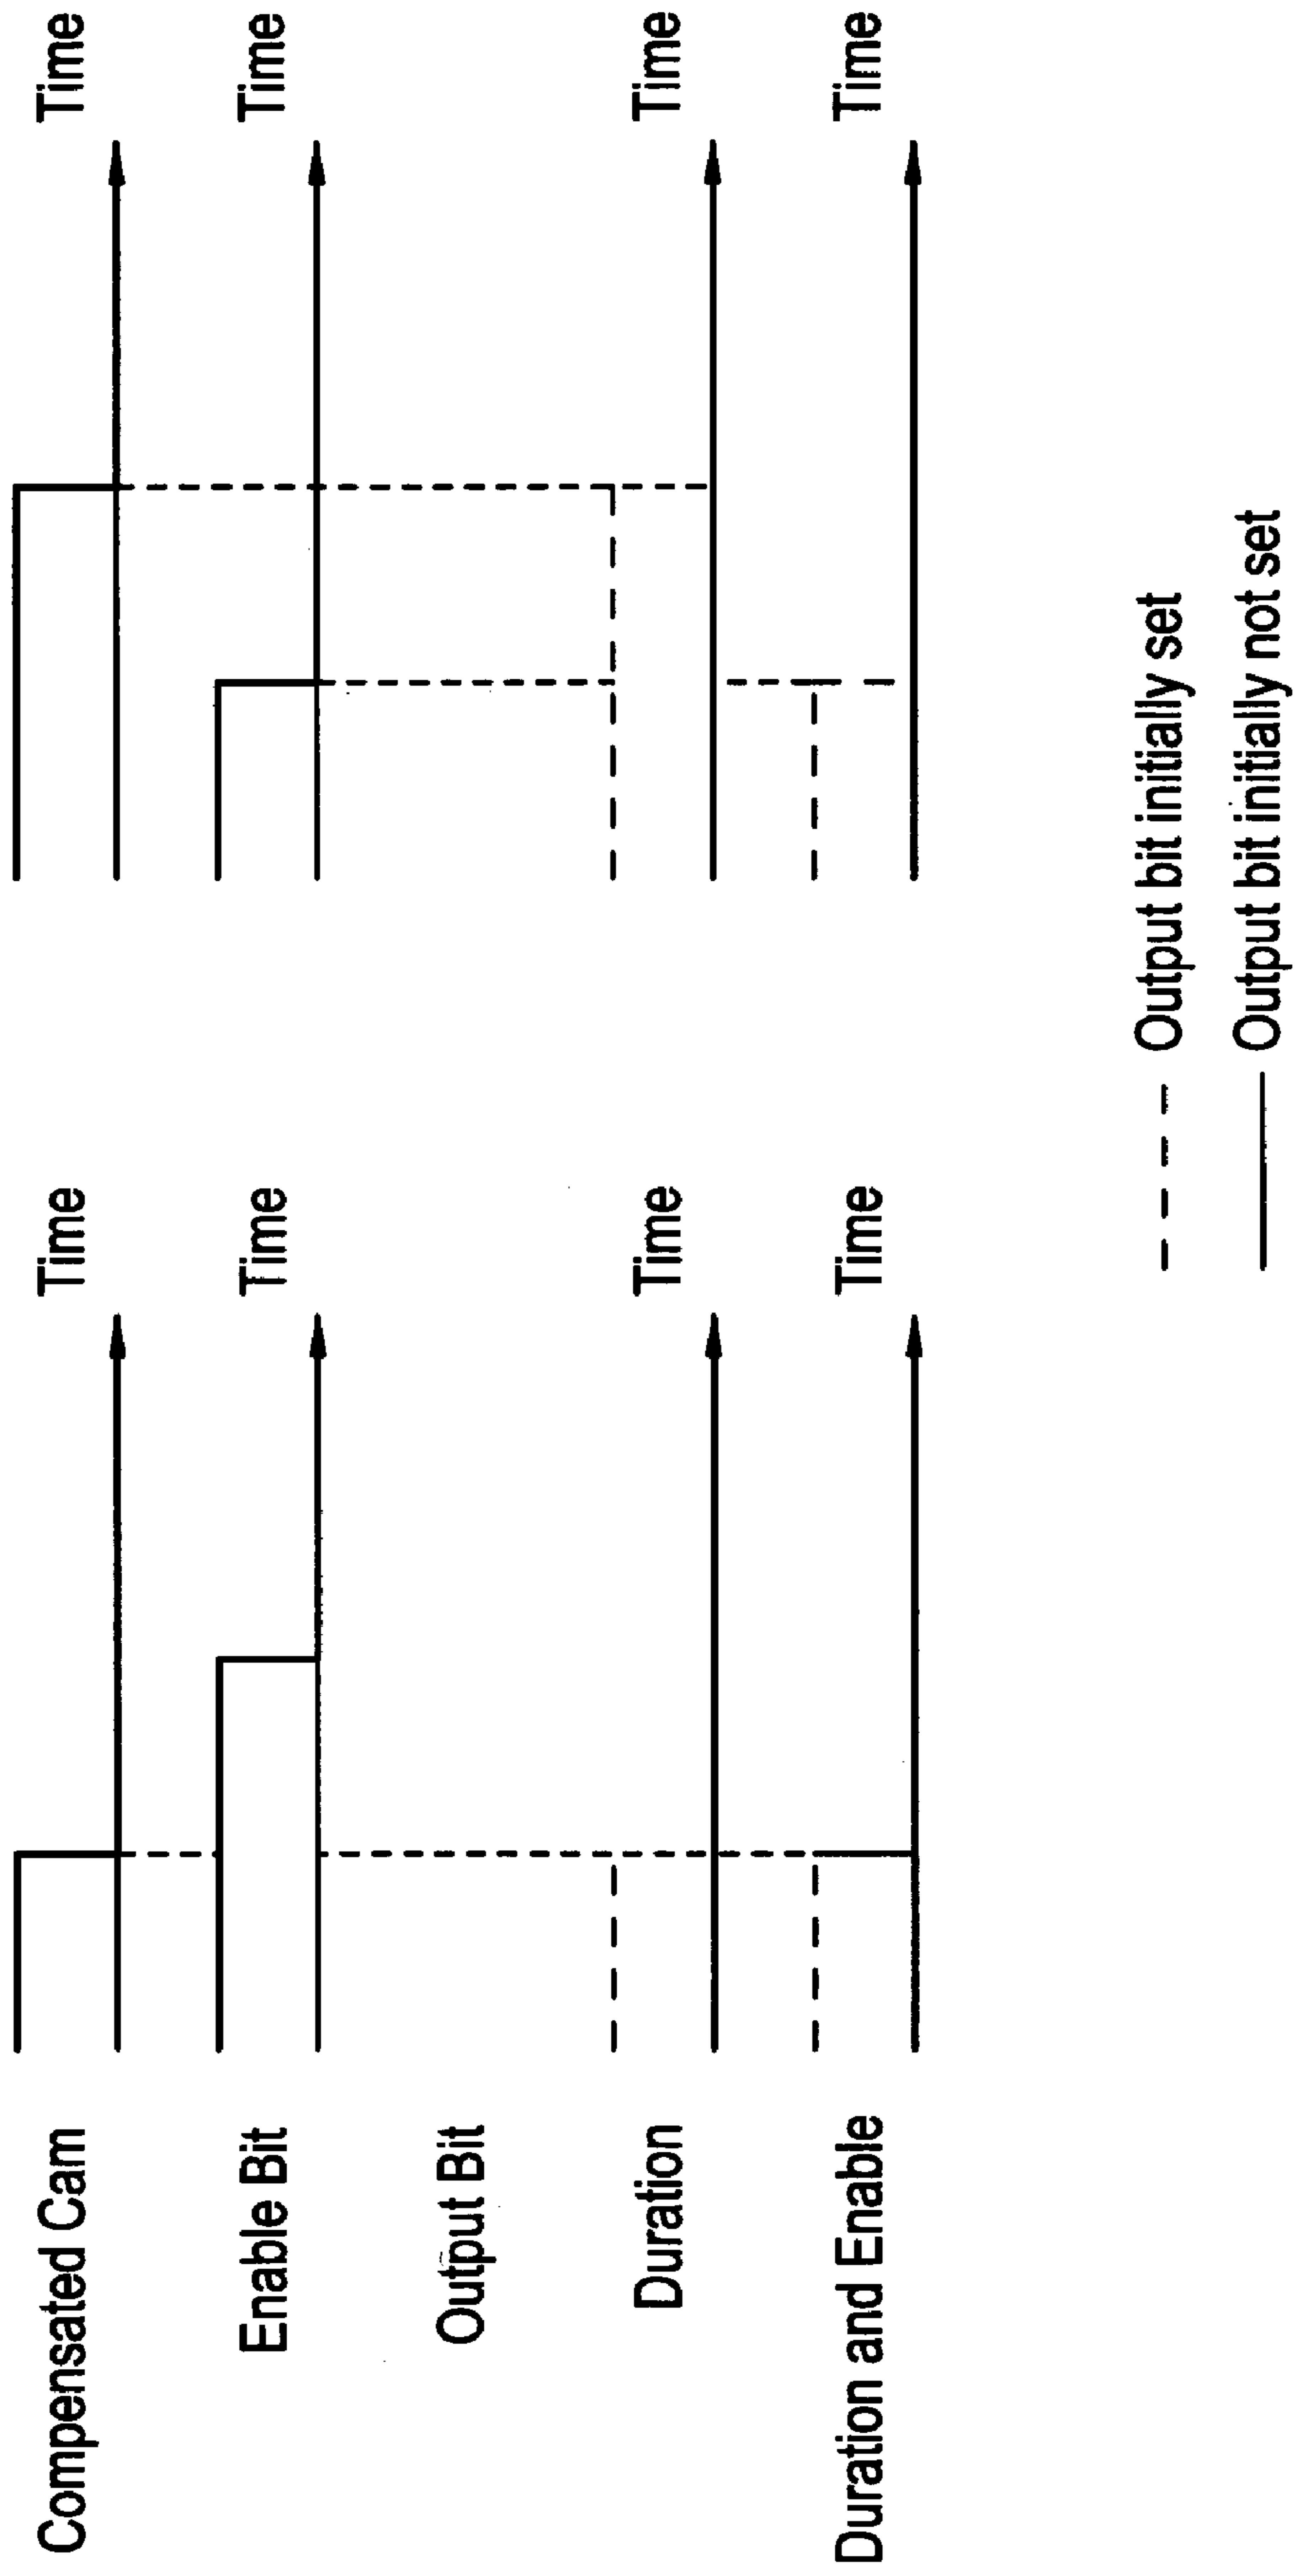 Compensated Cam
Time
Time
Enable Bit
Time
Time
Output Bit
Duration
Time
Time
Duration and Enable
Time
Time
Output bit initially set
Output bit initially not set